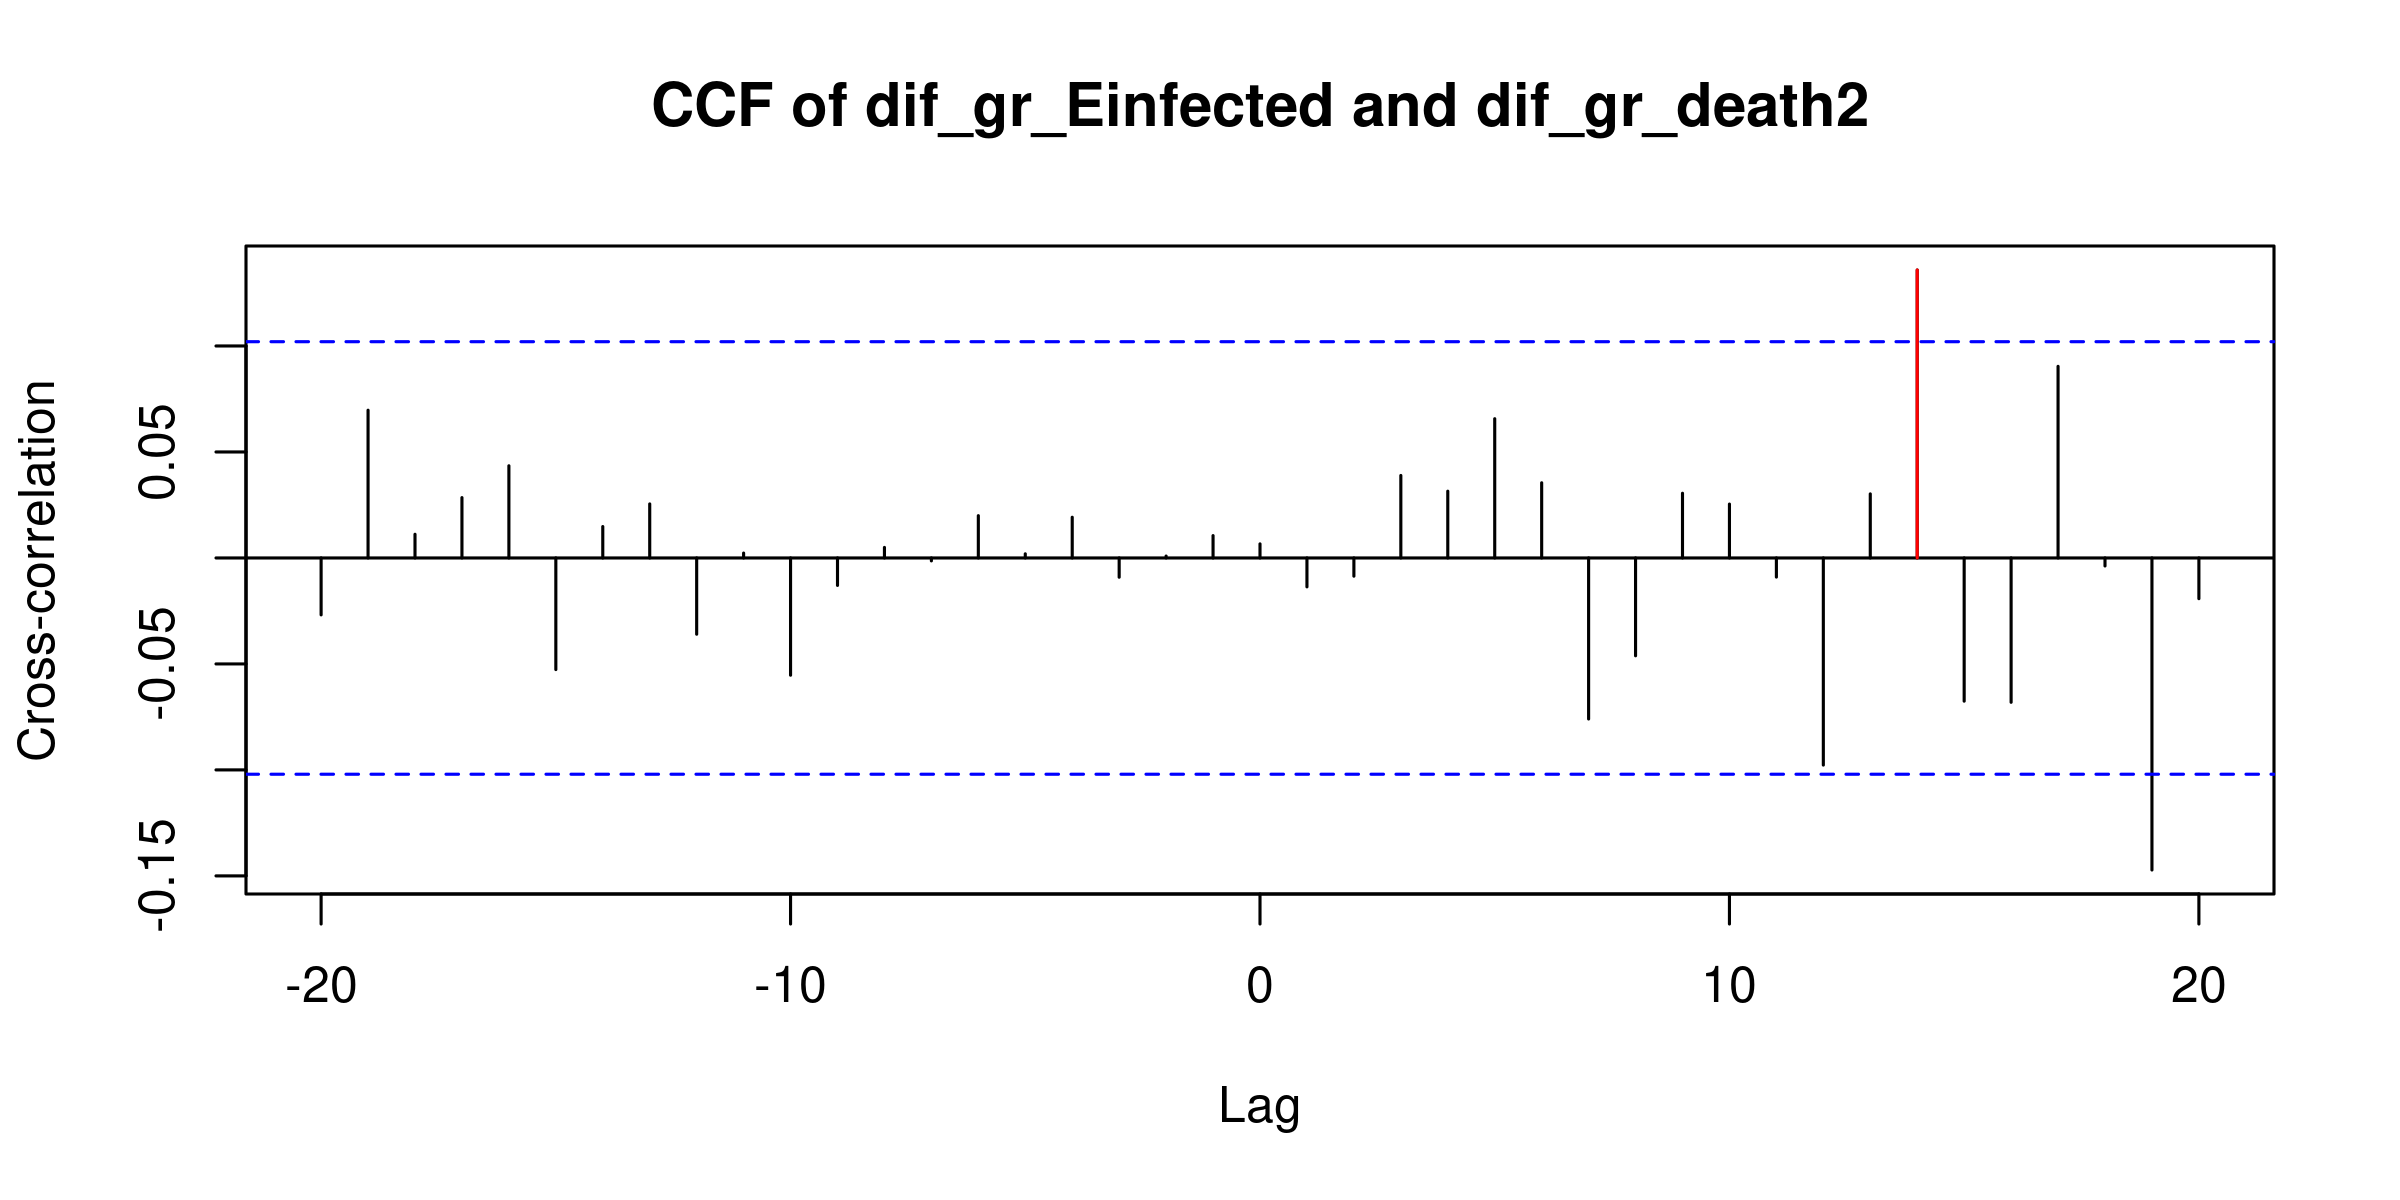 CCF of dif_gr_Einfected and dif_gr_death2
Cross-correlation
0.05
-0.05
-0.15
-20 -10 0 10 20
Lag